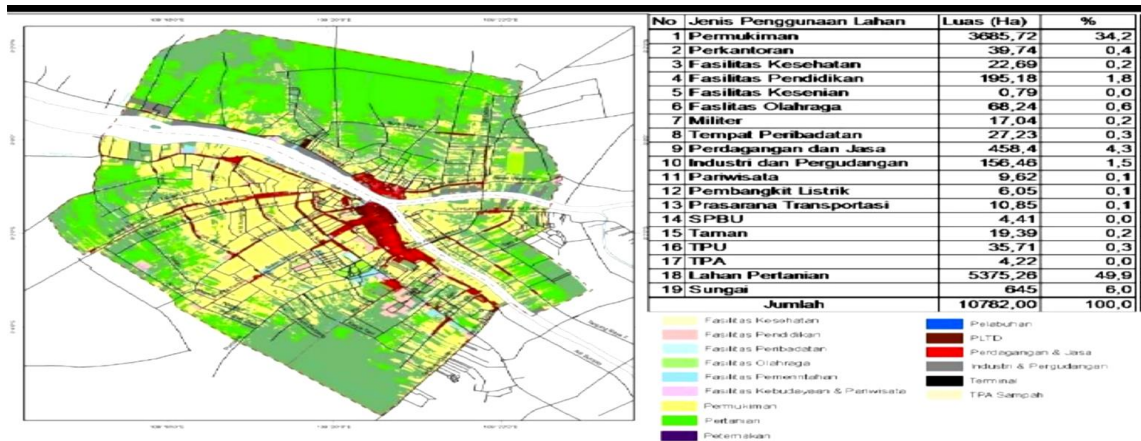 No Jenis Penggunaan Lahan Luas (Ha) %
1 Permukiman 3685,72 34,2
2 Perkantoran 39,74 0,4
3 Fasilitas Kesehatan 22,69 0,2
4 Fasilitas Pendidikan 195,18 1,8
5 Fasilitas Kesenian 0,79 0,0
6 Faslitas Olahraga 68,24 0,6
7 Militer 17,04 0,2
8 Tempat Peribadatan 27,23 0,3
9 Perdagangan dan Jasa 458,4 4,3
10 Industri dan Pergudangan 156,46 1,5
11 Pariwisata 9,62 0,1
12 Pembangkit Listrik 6,05 0,1
13 Prasarana Transportasi 10,85 0,1
14 SPBU 4,41 0,0
15 Taman 19,39 0,2
16 TPU 35,71 0,3
17 TPA 4,22 0,0
18 Lahan Pertanian 5375,26 49,9
19 Sungai 645 6,0
Jumlah 10782,00 100,0
Fasilitas Kesehatan
Fasilitas Pendidikan
Fasilitas Peribadatan
Fasilitas Olahraga
Fasilitas Pemerintahan
Fasilitas Kebudayaan & Pariwisata
Permukiman
Pertanian
Peternakan
Pelabuhan
PLTD
Perdagangan & Jasa
Industri & Pergudangan
Terminal
TPA Sampah